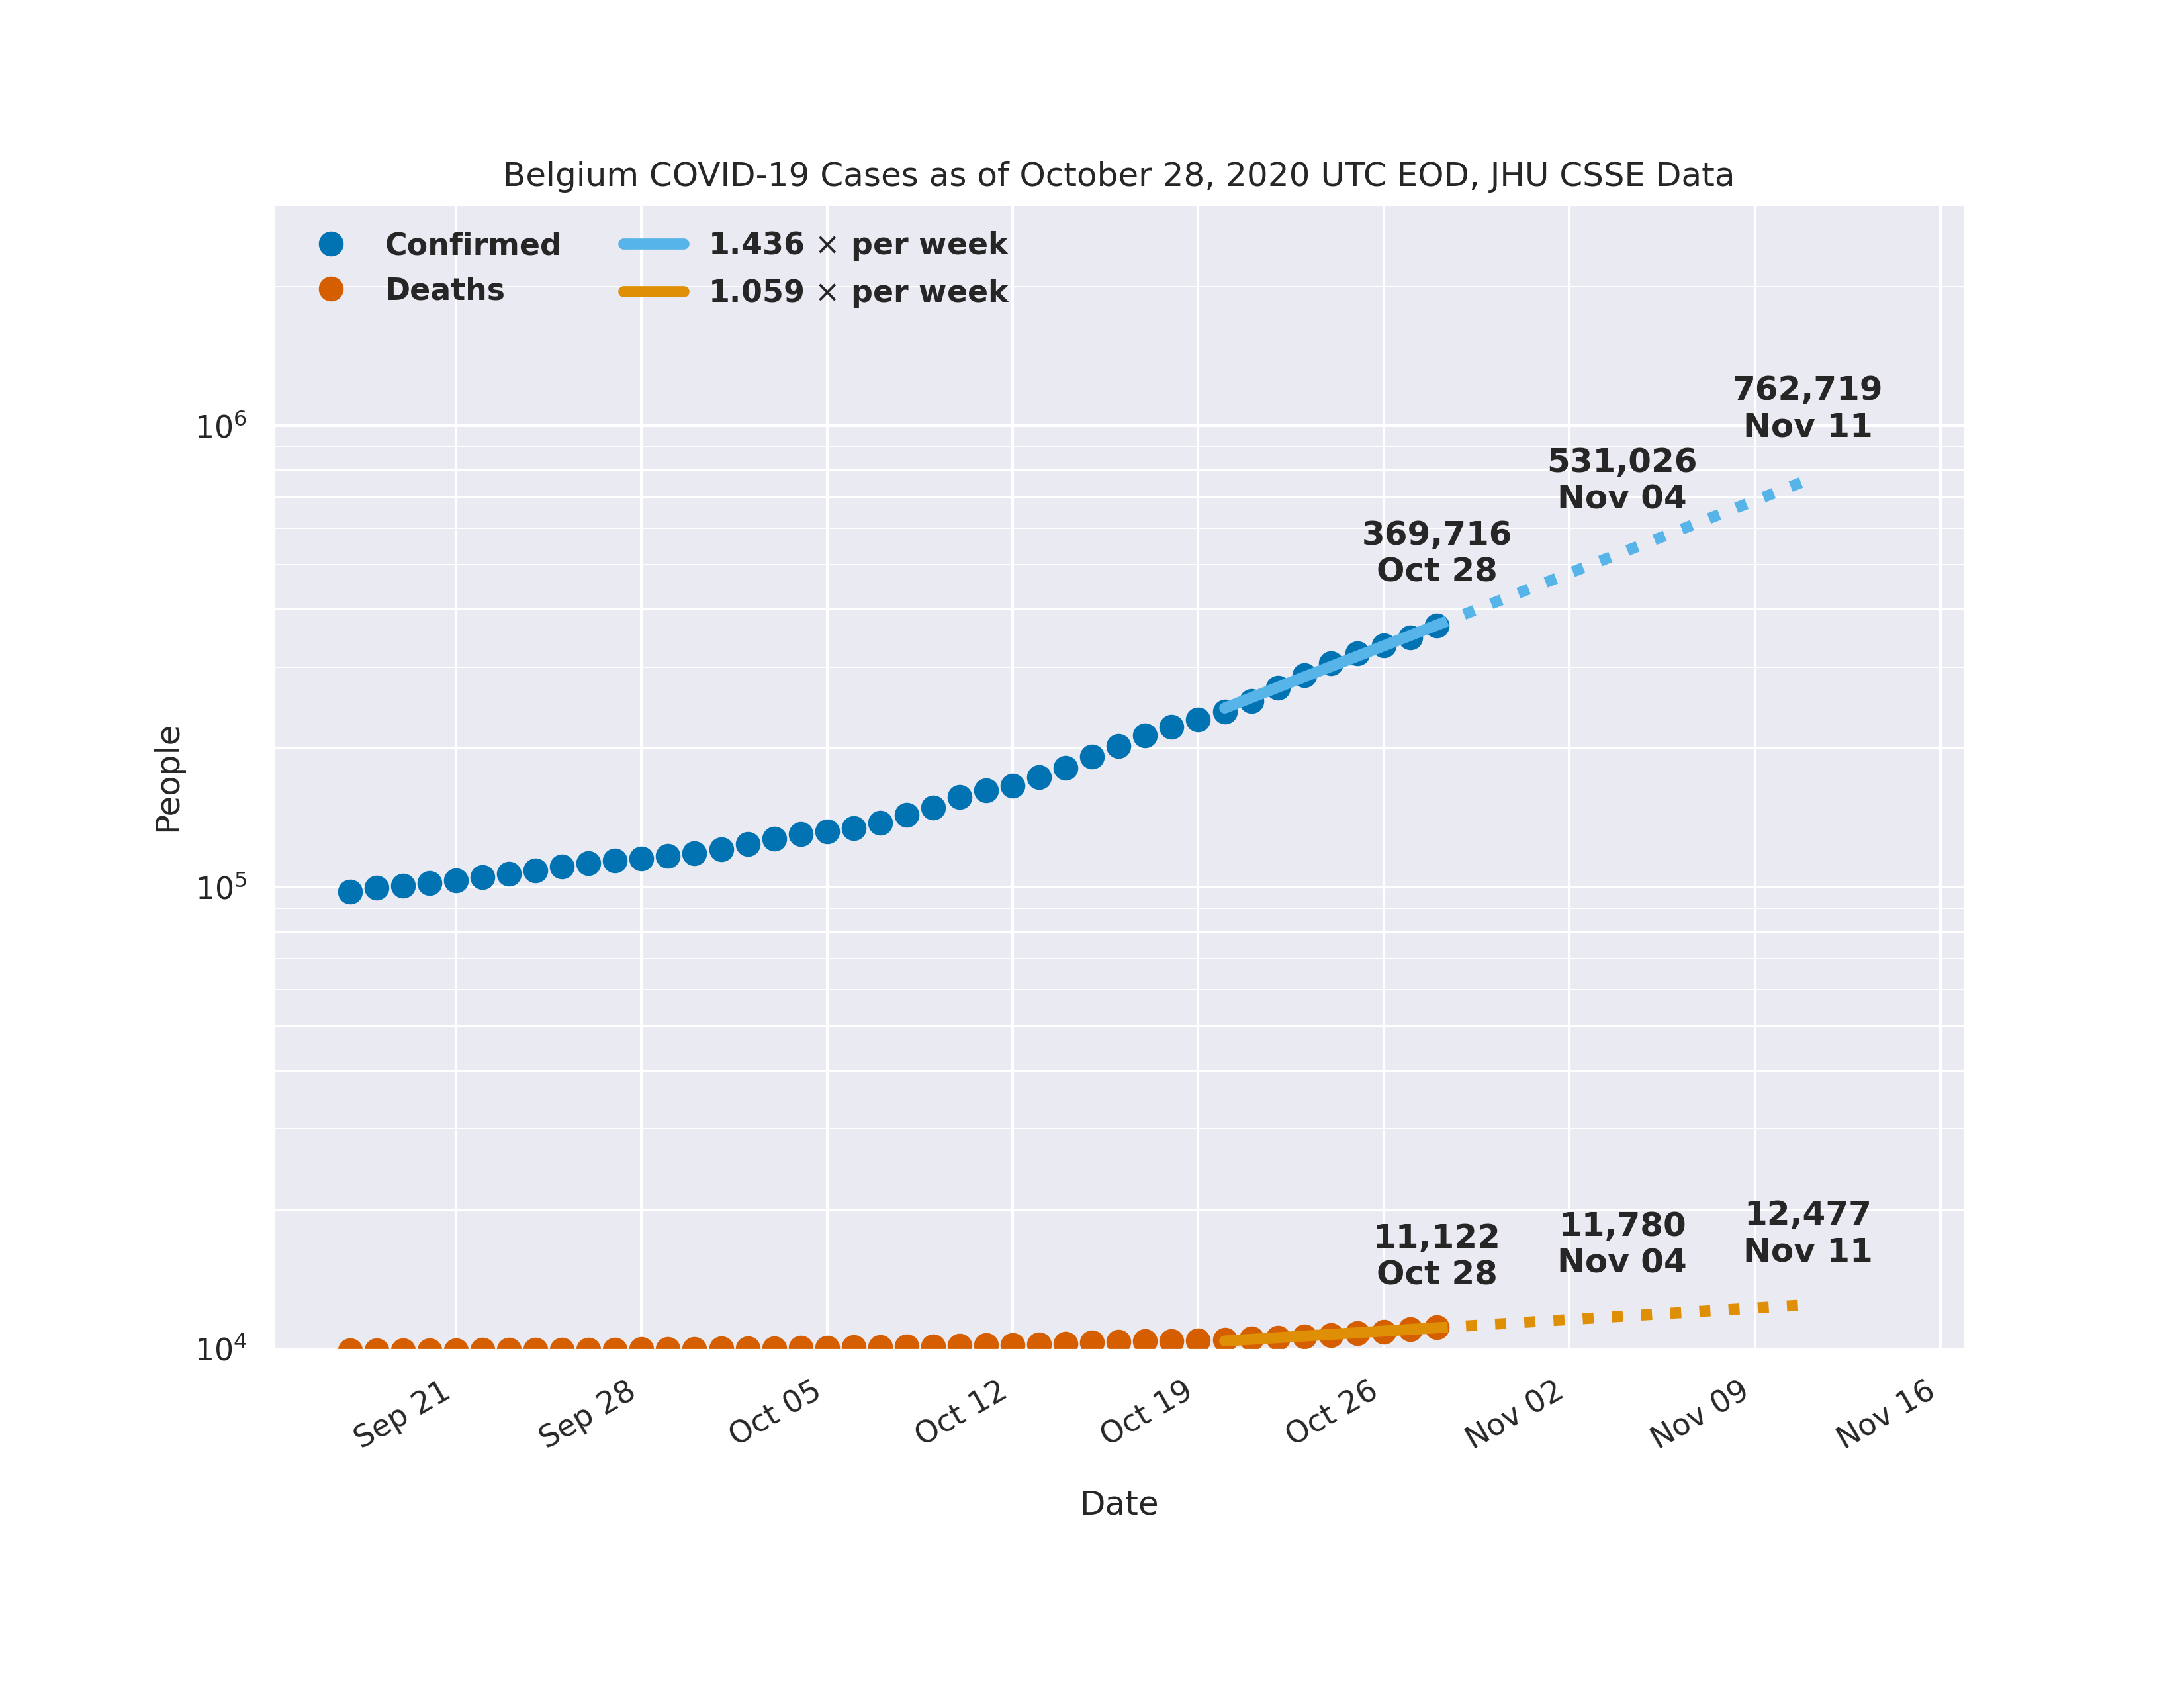 Belgium COVID-19 Cases as of October 28, 2020 UTC EOD, JHU CSSE Data
Confirmed
Deaths
1.436 × per week
1.059 × per week
762,719
Nov 11
531,026
Nov 04
369,716
Oct 28
11,122
Oct 28
11,780
Nov 04
12,477
Nov 11
10⁶
10⁵
10⁴
People
Sep 21
Sep 28
Oct 05
Oct 12
Oct 19
Oct 26
Nov 02
Nov 09
Nov 16
Date